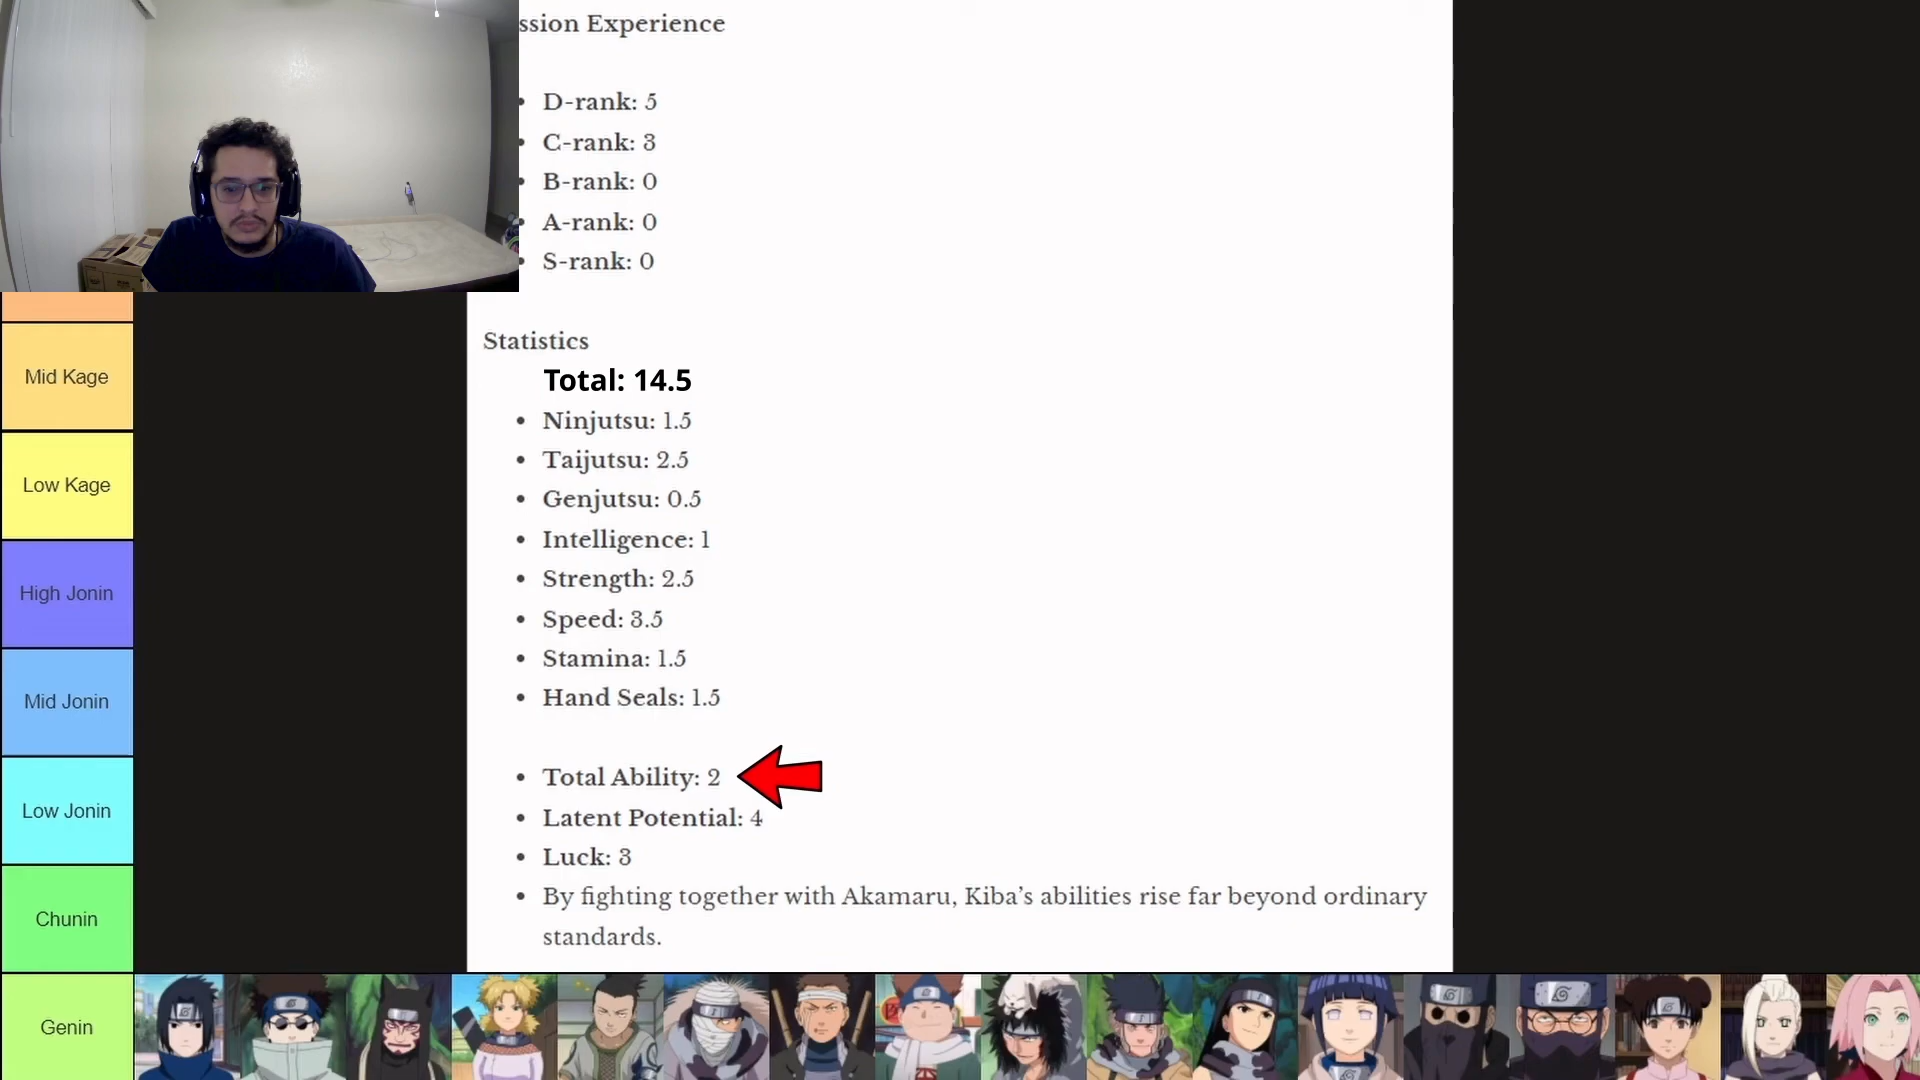 ssion Experience
D-rank: 5
C-rank: 3
B-rank: 0
A-rank: 0
S-rank: 0
Statistics
Total: 14.5
Ninjutsu: 1.5
Taijutsu: 2.5
Genjutsu: 0.5
Intelligence: 1
Strength: 2.5
Speed: 3.5
Stamina: 1.5
Hand Seals: 1.5
Total Ability: 2
Latent Potential: 4
Luck: 3
By fighting together with Akamaru, Kiba’s abilities rise far beyond ordinary
standards.
Mid Kage
Low Kage
High Jonin
Mid Jonin
Low Jonin
Chunin
Genin